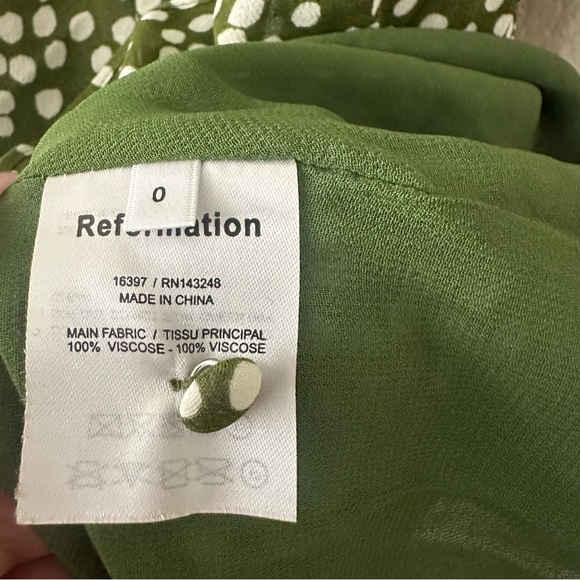 0
Reformation
16397 / RN143248
MADE IN CHINA
MAIN FABRIC / TISSU PRINCIPAL
100% VISCOSE - 100% VISCOSE